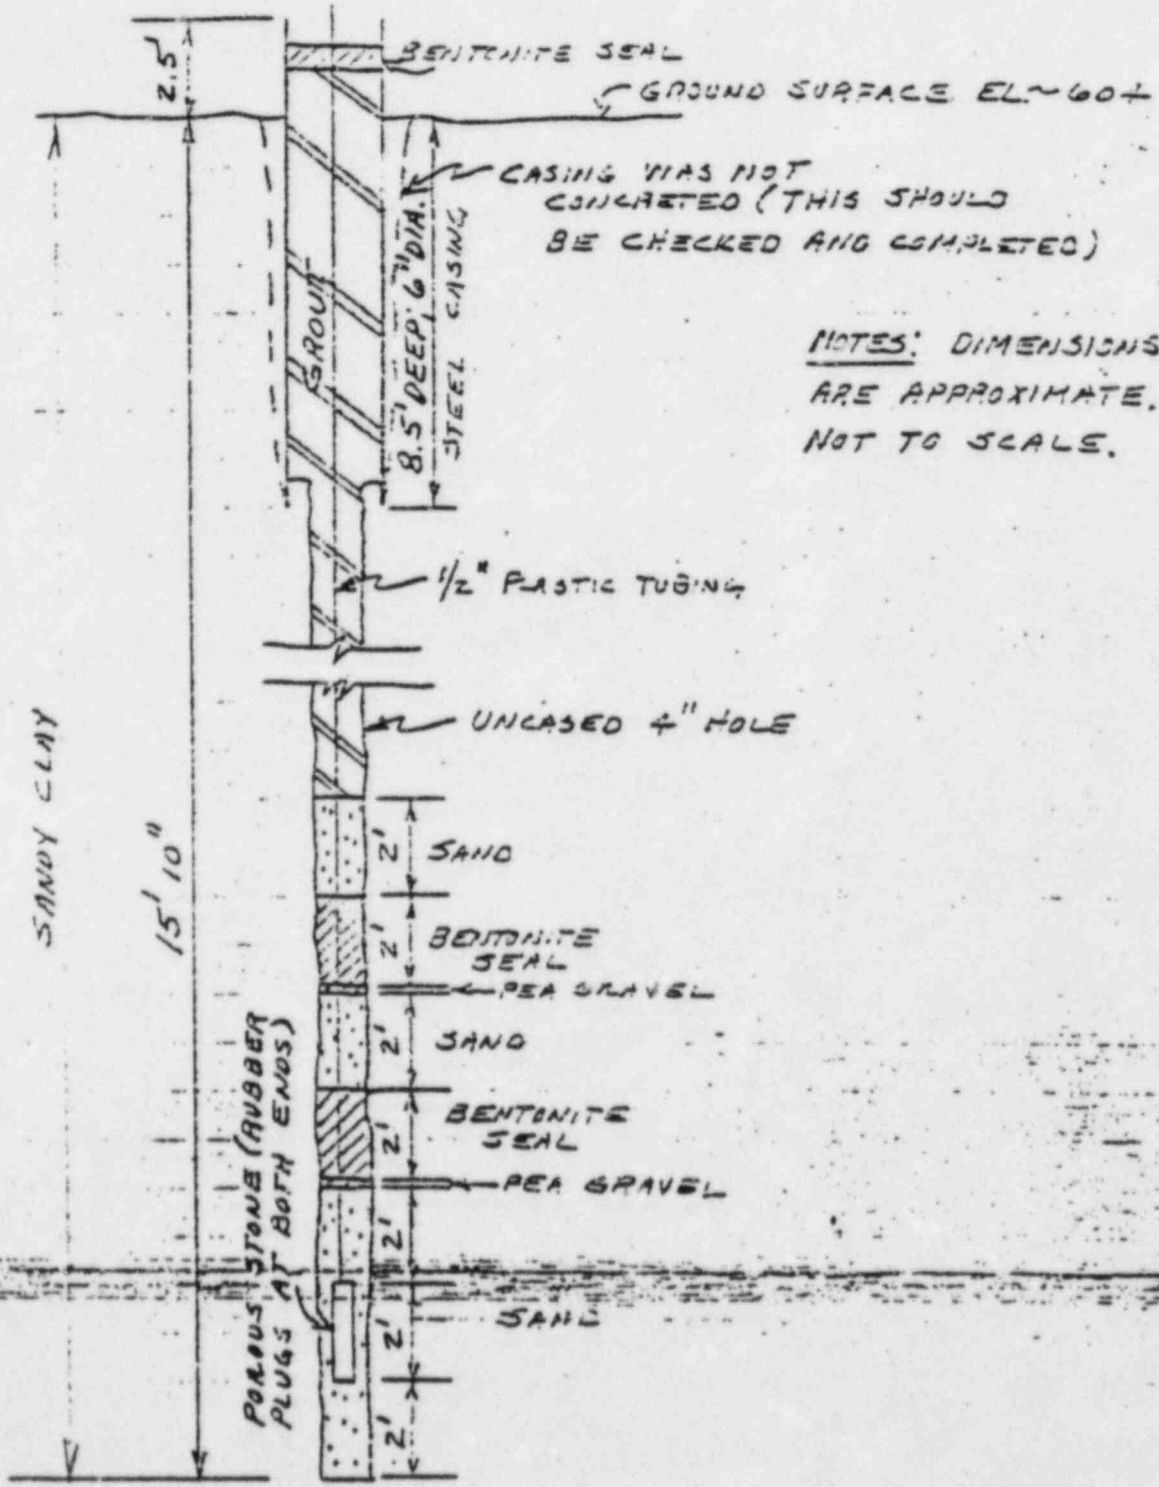 2.5'
BENTONITE SEAL
GROUND SURFACE EL~60±
CASING WAS NOT
CONCRETED (THIS SHOULD
BE CHECKED AND COMPLETED)
GROUT
8.5' DEEP, 6" DIA.
STEEL CASING
NOTES: DIMENSIONS
ARE APPROXIMATE.
NOT TO SCALE.
1/2" PLASTIC TUBING
UNCASED 4" HOLE
SANDY CLAY
15' 10"
2'
SAND
2'
BENTONITE
SEAL
PEA GRAVEL
2'
SAND
2'
BENTONITE
SEAL
PEA GRAVEL
2'
POROUS STONE (RUBBER
PLUGS AT BOTH ENDS)
2'
SAND
2'